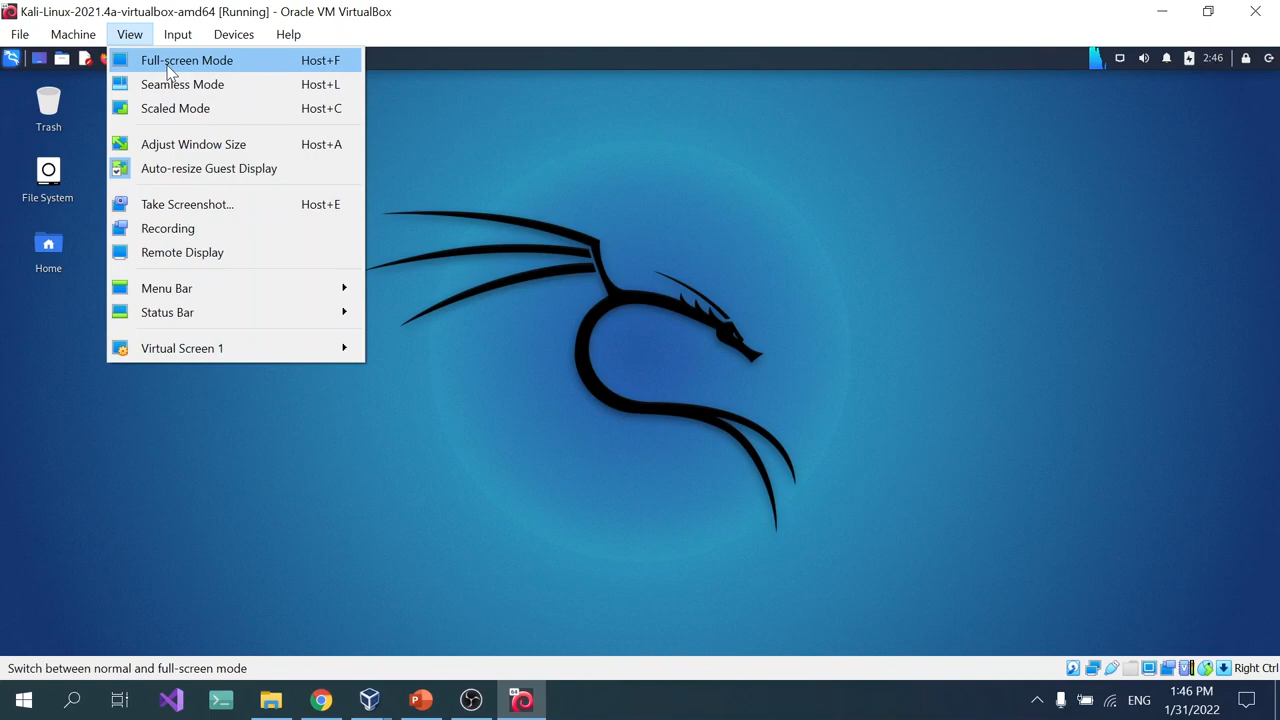 Kali-Linux-2021.4a-virtualbox-amd64 [Running] - Oracle VM VirtualBox
File Machine View Input Devices Help
2:46
Full-screen Mode Host+F
Seamless Mode Host+L
Scaled Mode Host+C
Adjust Window Size Host+A
Auto-resize Guest Display
Take Screenshot... Host+E
Recording
Remote Display
Menu Bar
Status Bar
Virtual Screen 1
Trash
File System
Home
Switch between normal and full-screen mode
Right Ctrl
64
ENG
1:46 PM
1/31/2022